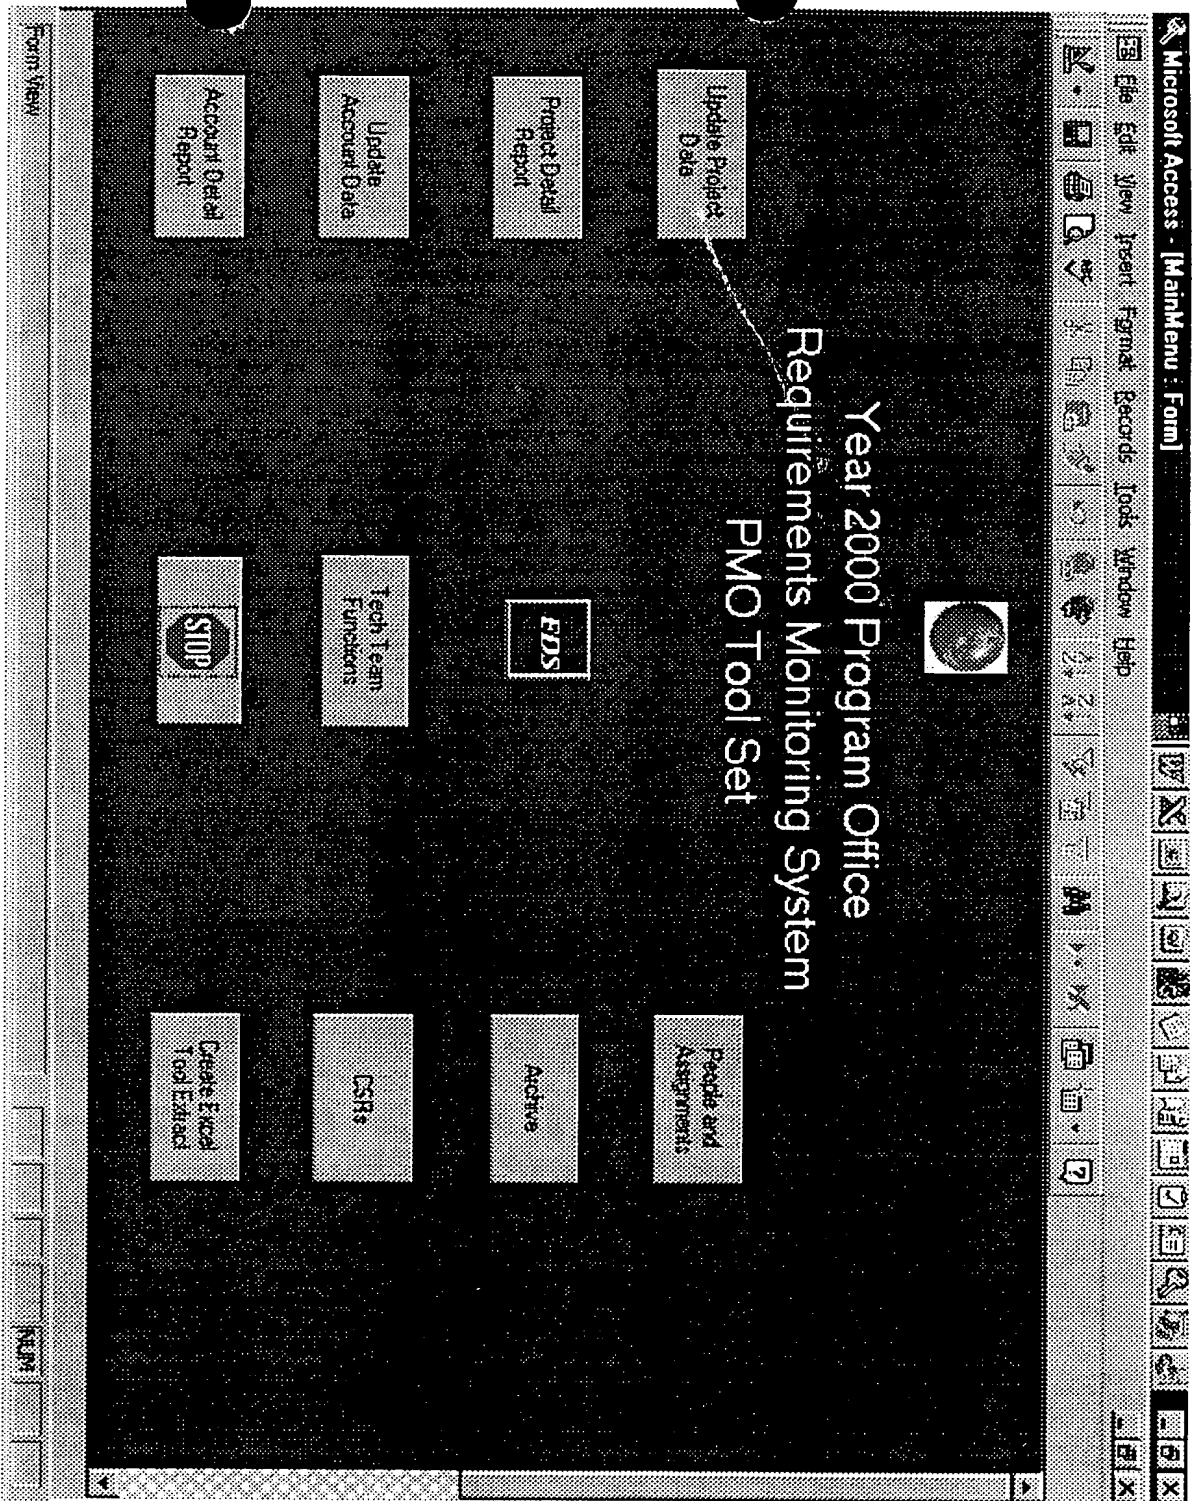 Microsoft Access - [MainMenu : Form]
File Edit View Insert Format Records Tools Window Help
Year 2000 Program Office
Requirements Monitoring System
PMO Tool Set
Update Project
Data
People and
Assignments
Project Detail
Report
EDS
Archive
Update
Account Data
Tech Team
Functions
CSRs
Account Detail
Report
STOP
Create Excel
Tool Extract
Form View
NUM